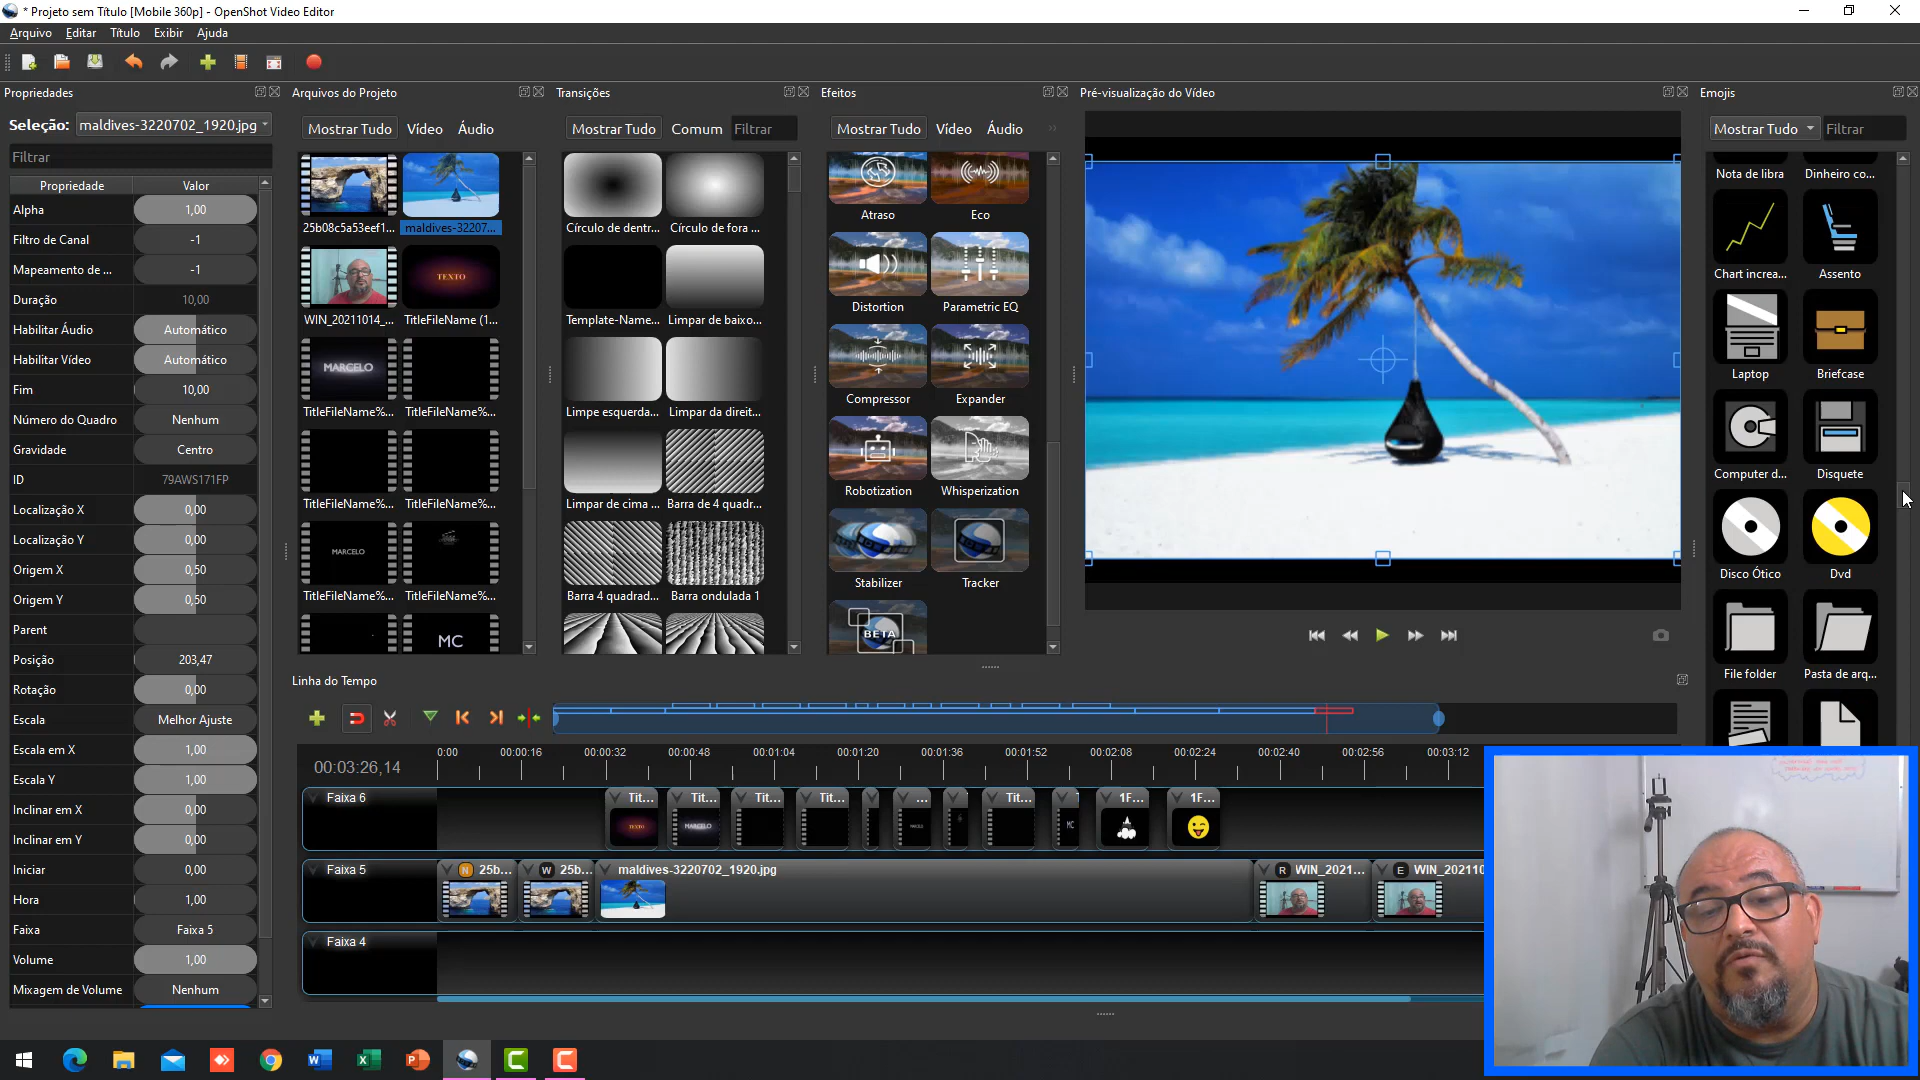 * Projeto sem Título [Mobile 360p] - OpenShot Video Editor
Arquivo Editar Título Exibir Ajuda
Propriedades
Seleção: maldives-3220702_1920.jpg
Filtrar
Propriedade Valor
Alpha 1,00
Filtro de Canal -1
Mapeamento de ... -1
Duração 10,00
Habilitar Áudio Automático
Habilitar Vídeo Automático
Fim 10,00
Número do Quadro Nenhum
Gravidade Centro
ID 79AWS171FP
Localização X 0,00
Localização Y 0,00
Origem X 0,50
Origem Y 0,50
Parent
Posição 203,47
Rotação 0,00
Escala Melhor Ajuste
Escala em X 1,00
Escala Y 1,00
Inclinar em X 0,00
Inclinar em Y 0,00
Iniciar 0,00
Hora 1,00
Faixa Faixa 5
Volume 1,00
Mixagem de Volume Nenhum
Arquivos do Projeto
Mostrar Tudo Vídeo Áudio
25b08c5a53eef1... maldives-32207...
TEXTO
WIN_20211014_... TitleFileName (1...
MARCELO
TitleFileName%... TitleFileName%...
TitleFileName%... TitleFileName%...
MARCELO
TitleFileName%... TitleFileName%...
MC
Transições
Mostrar Tudo Comum Filtrar
Círculo de dentr... Círculo de fora ...
Template-Name... Limpar de baixo...
Limpe esquerda... Limpar da direit...
Limpar de cima ... Barra de 4 quadr...
Barra 4 quadrad... Barra ondulada 1
Efeitos
Mostrar Tudo Vídeo Áudio
Atraso Eco
Distortion Parametric EQ
Compressor Expander
Robotization Whisperization
Stabilizer Tracker
BETA
Pré-visualização do Vídeo
Emojis
Mostrar Tudo Filtrar
Nota de libra Dinheiro co...
Chart increa... Assento
Laptop Briefcase
Computer d... Disquete
Disco Ótico Dvd
File folder Pasta de arq...
Linha do Tempo
00:03:26,14
0:00 00:00:16 00:00:32 00:00:48 00:01:04 00:01:20 00:01:36 00:01:52 00:02:08 00:02:24 00:02:40 00:02:56 00:03:12
Faixa 6 Tit... Tit... Tit... Tit... ... Tit... 1F... 1F...
TEXTO MARCELO MC
Faixa 5 N 25b... W 25b... maldives-3220702_1920.jpg R WIN_2021... E WIN_202110
Faixa 4